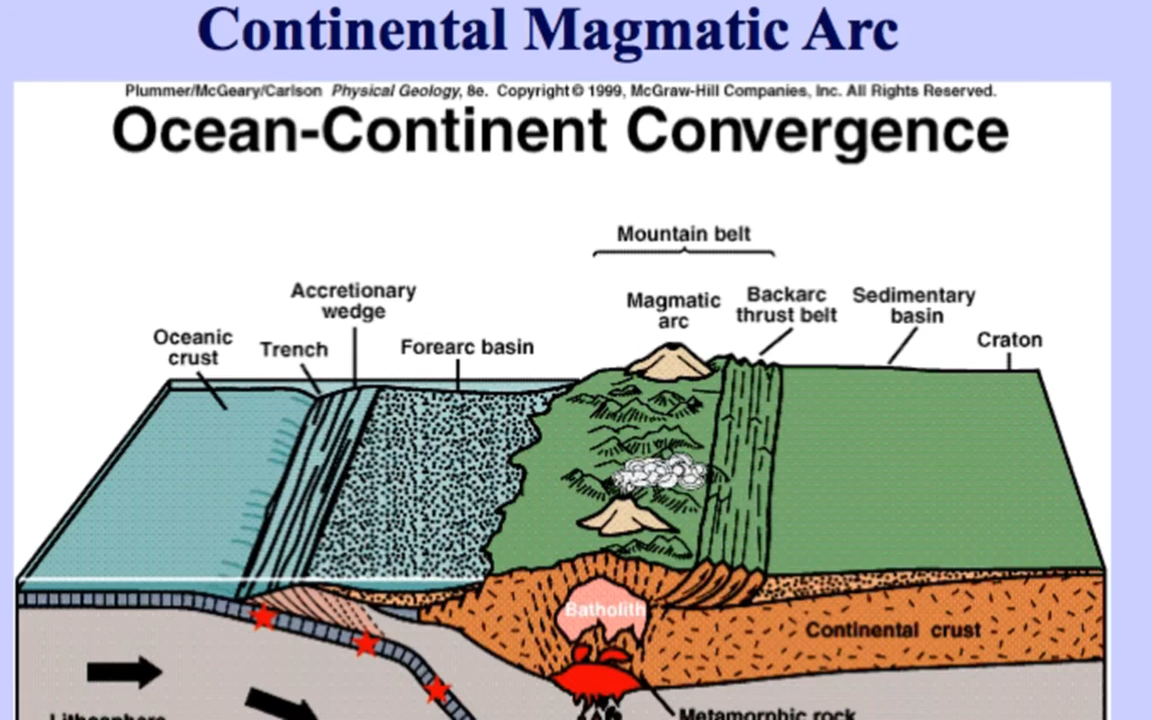 Continental Magmatic Arc
Plummer/McGeary/Carlson Physical Geology, 8e. Copyright © 1999, McGraw-Hill Companies, Inc. All Rights Reserved.
Ocean-Continent Convergence
Mountain belt
Accretionary
wedge
Magmatic
arc
Backarc
thrust belt
Sedimentary
basin
Oceanic
crust
Trench
Forearc basin
Craton
Batholith
Continental crust
Lithosphere
Metamorphic rock